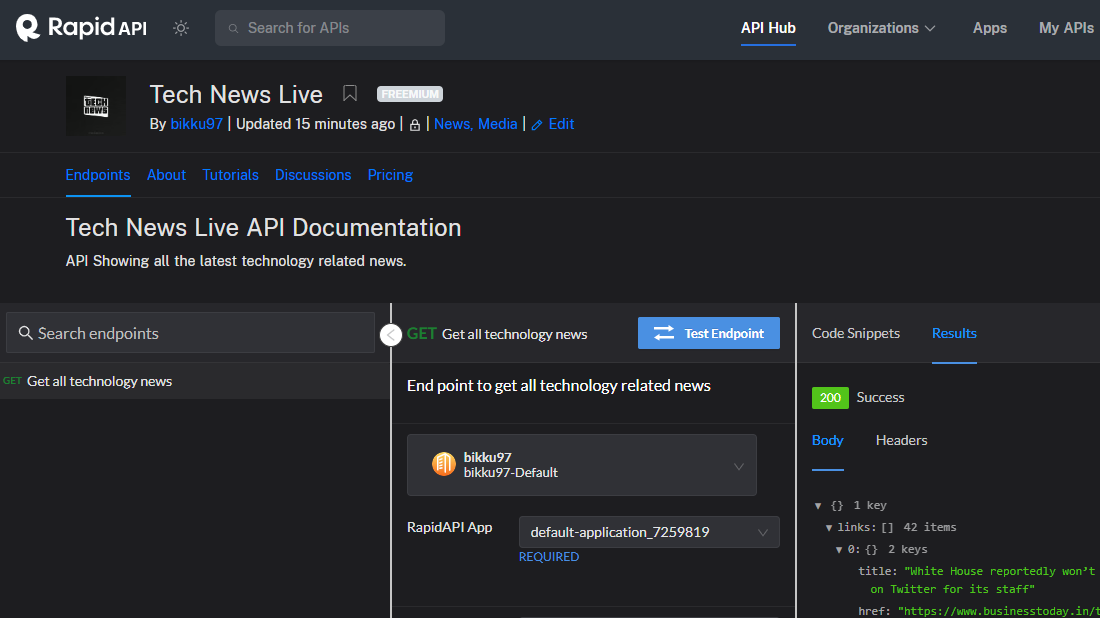 Rapid API
Search for APIs
API Hub
Organizations
Apps
My APIs
TECH
NEWS
Tech News Live
FREEMIUM
By bikku97 | Updated 15 minutes ago | | News, Media | Edit
Endpoints
About
Tutorials
Discussions
Pricing
Tech News Live API Documentation
API Showing all the latest technology related news.
Search endpoints
GET Get all technology news
GET Get all technology news
Test Endpoint
End point to get all technology related news
bikku97
bikku97-Default
RapidAPI App
default-application_7259819
REQUIRED
Code Snippets
Results
200 Success
Body
Headers
{} 1 key
links: [] 42 items
0: {} 2 keys
title: "White House reportedly won’t
on Twitter for its staff"
href: "https://www.businesstoday.in/t